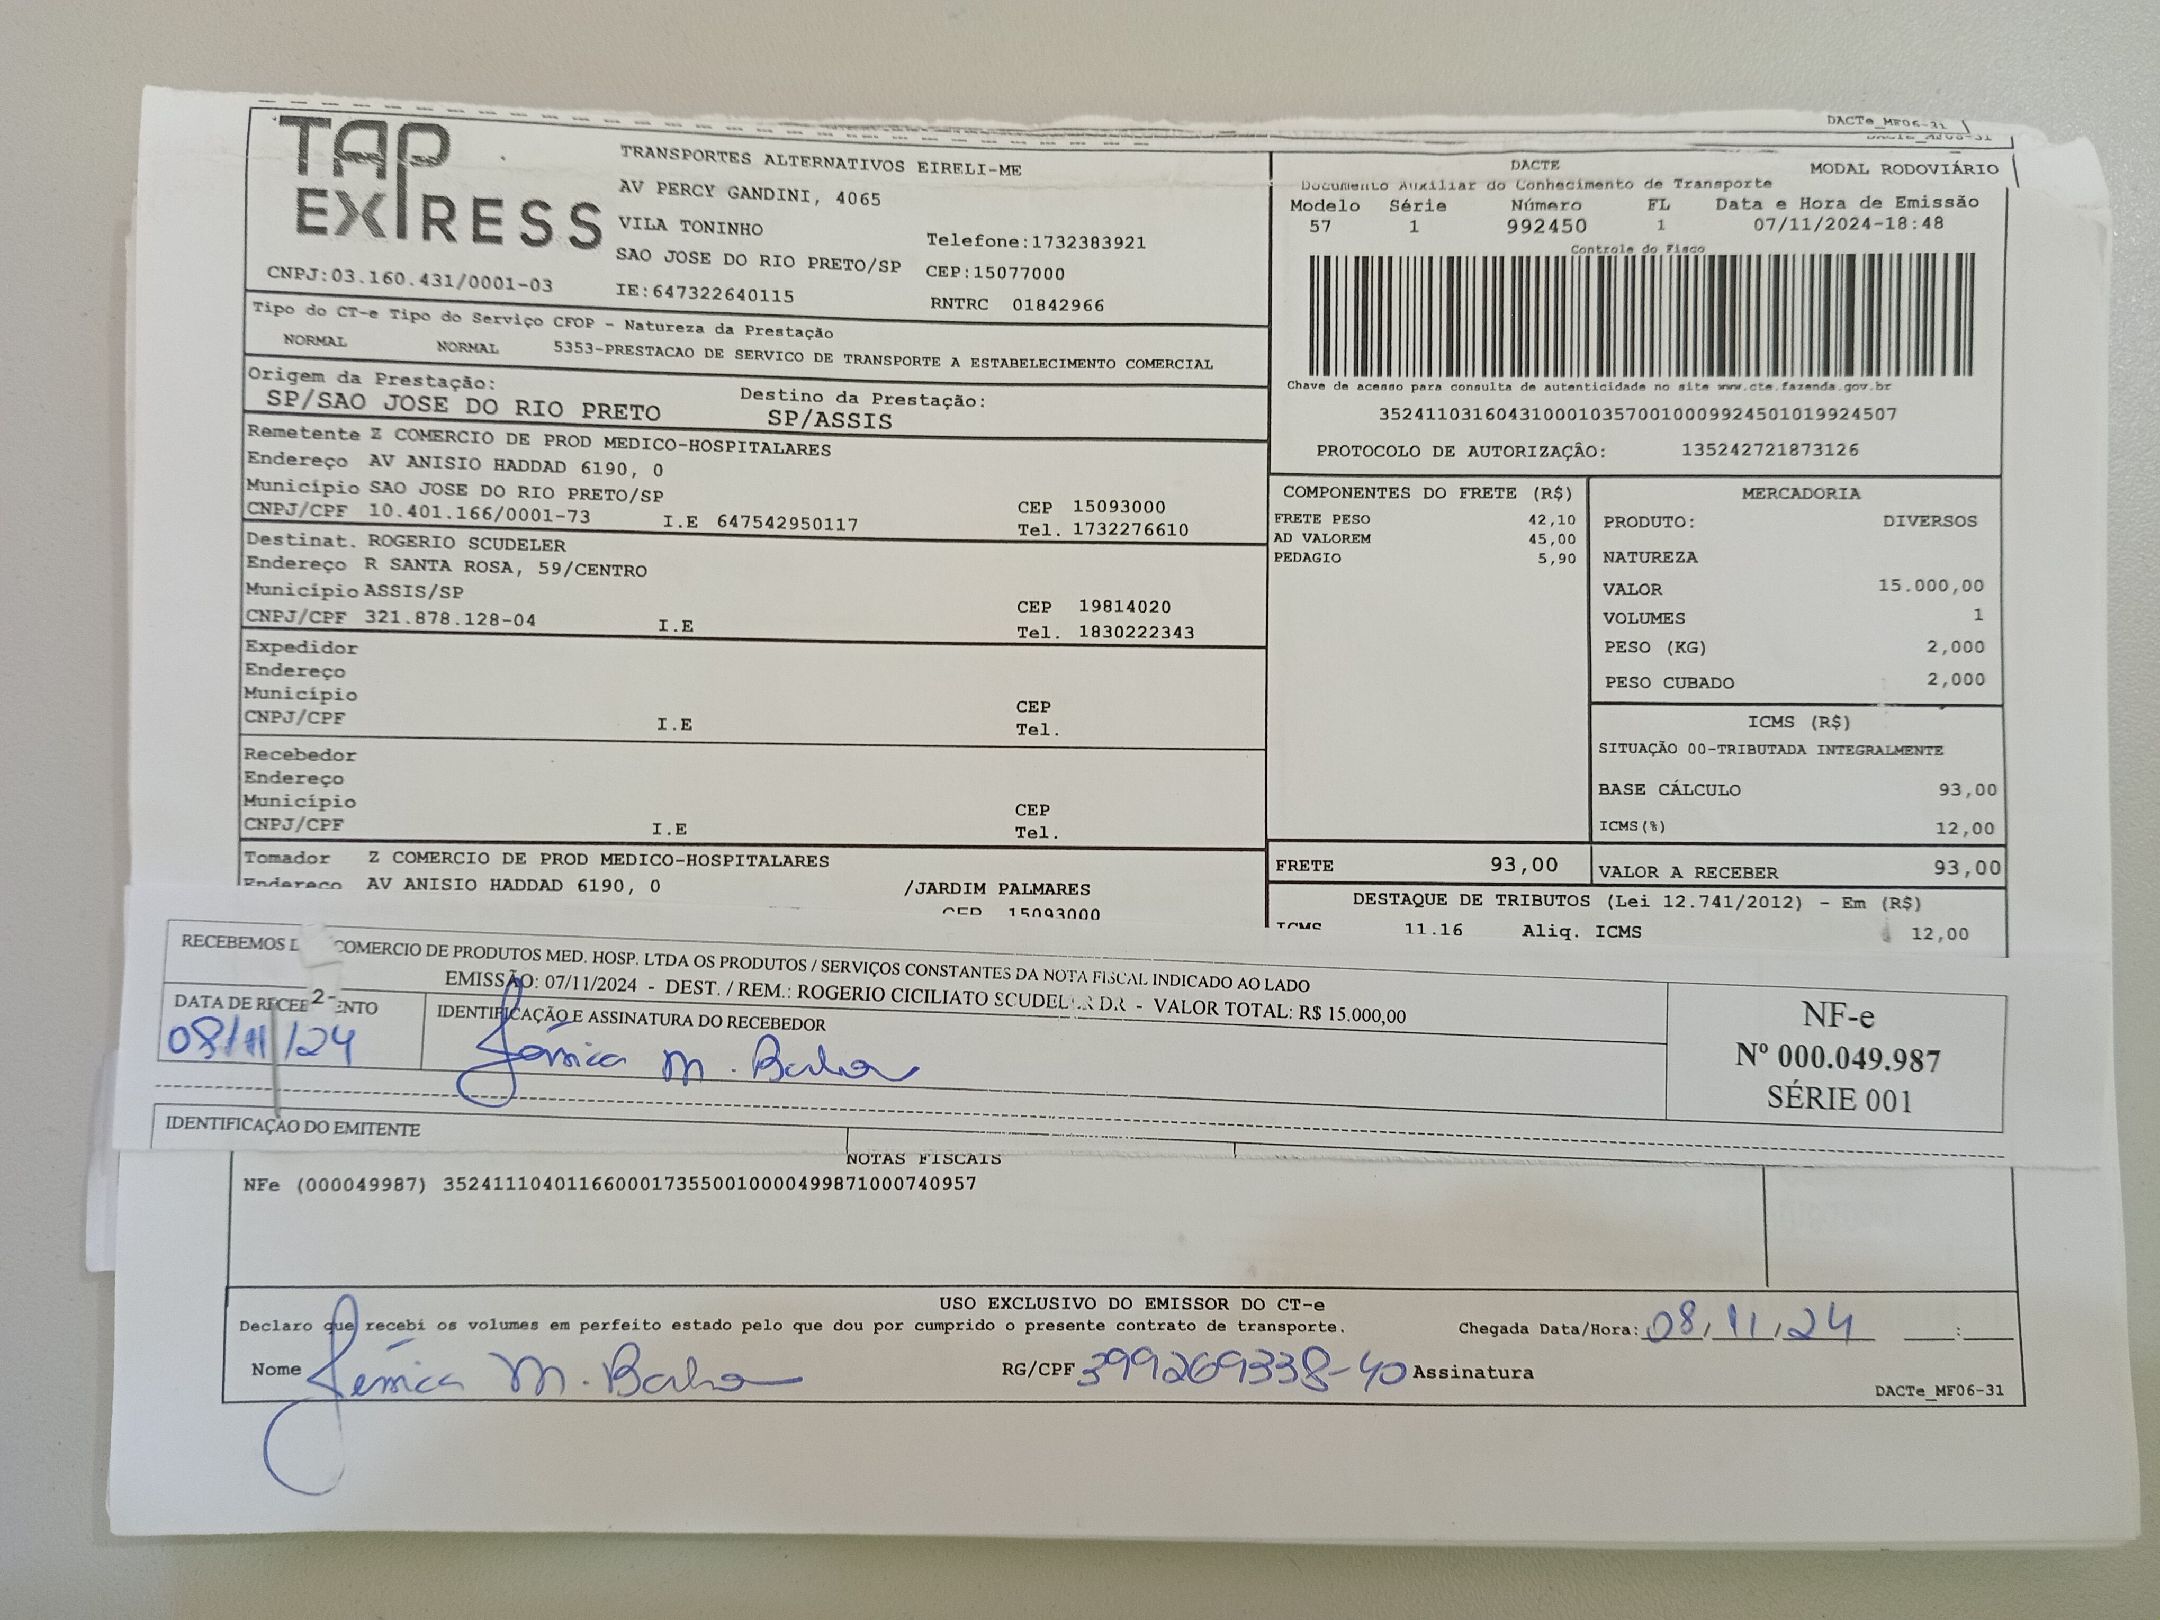 DACTe_MF06-31
TAP
EXPRESS
CNPJ:03.160.431/0001-03
TRANSPORTES ALTERNATIVOS EIRELI-ME
AV PERCY GANDINI, 4065
VILA TONINHO
Telefone:1732383921
SAO JOSE DO RIO PRETO/SP CEP:15077000
IE:647322640115 RNTRC 01842966
DACTE MODAL RODOVIÁRIO
Documento Auxiliar do Conhecimento de Transporte
Modelo Série Número FL Data e Hora de Emissão
57 1 992450 1 07/11/2024-18:48
Controle do Fisco
Chave de acesso para consulta de autenticidade no site www.cte.fazenda.gov.br
35241103160431000103570010009924501019924507
PROTOCOLO DE AUTORIZAÇÂO: 135242721873126
Tipo do CT-e Tipo do Serviço CFOP - Natureza da Prestação
NORMAL NORMAL 5353-PRESTACAO DE SERVICO DE TRANSPORTE A ESTABELECIMENTO COMERCIAL
Origem da Prestação: Destino da Prestação:
SP/SAO JOSE DO RIO PRETO SP/ASSIS
Remetente Z COMERCIO DE PROD MEDICO-HOSPITALARES
Endereço AV ANISIO HADDAD 6190, 0
Município SAO JOSE DO RIO PRETO/SP CEP 15093000
CNPJ/CPF 10.401.166/0001-73 I.E 647542950117 Tel. 1732276610
Destinat. ROGERIO SCUDELER
Endereço R SANTA ROSA, 59/CENTRO
Município ASSIS/SP CEP 19814020
CNPJ/CPF 321.878.128-04 I.E Tel. 1830222343
Expedidor
Endereço
Município CEP
CNPJ/CPF I.E Tel.
Recebedor
Endereço
Município CEP
CNPJ/CPF I.E Tel.
Tomador Z COMERCIO DE PROD MEDICO-HOSPITALARES
Endereço AV ANISIO HADDAD 6190, 0 /JARDIM PALMARES
CEP 15093000
COMPONENTES DO FRETE (R$)
FRETE PESO 42,10
AD VALOREM 45,00
PEDAGIO 5,90
FRETE 93,00
MERCADORIA
PRODUTO: DIVERSOS
NATUREZA
VALOR 15.000,00
VOLUMES 1
PESO (KG) 2,000
PESO CUBADO 2,000
ICMS (R$)
SITUAÇÃO 00-TRIBUTADA INTEGRALMENTE
BASE CÁLCULO 93,00
ICMS(%) 12,00
VALOR A RECEBER 93,00
DESTAQUE DE TRIBUTOS (Lei 12.741/2012) - Em (R$)
ICMS 11.16 Aliq. ICMS 12,00
RECEBEMOS D COMERCIO DE PRODUTOS MED. HOSP. LTDA OS PRODUTOS / SERVIÇOS CONSTANTES DA NOTA FISCAL INDICADO AO LADO
EMISSÃO: 07/11/2024 - DEST. / REM.: ROGERIO CICILIATO SCUDELER DR - VALOR TOTAL: R$ 15.000,00
DATA DE RECEB 2- ENTO IDENTIFICAÇÃO E ASSINATURA DO RECEBEDOR
08/11/24 Jéssica M. Barbo
NF-e
Nº 000.049.987
SÉRIE 001
IDENTIFICAÇÃO DO EMITENTE
NOTAS FISCAIS
NFe (000049987) 35241110401166000173550010000499871000740957
USO EXCLUSIVO DO EMISSOR DO CT-e
Declaro que recebi os volumes em perfeito estado pelo que dou por cumprido o presente contrato de transporte.
Chegada Data/Hora: 08/11/24 __:__
Nome Jéssica M. Barbo RG/CPF 399269338-40 Assinatura
DACTe_MF06-31